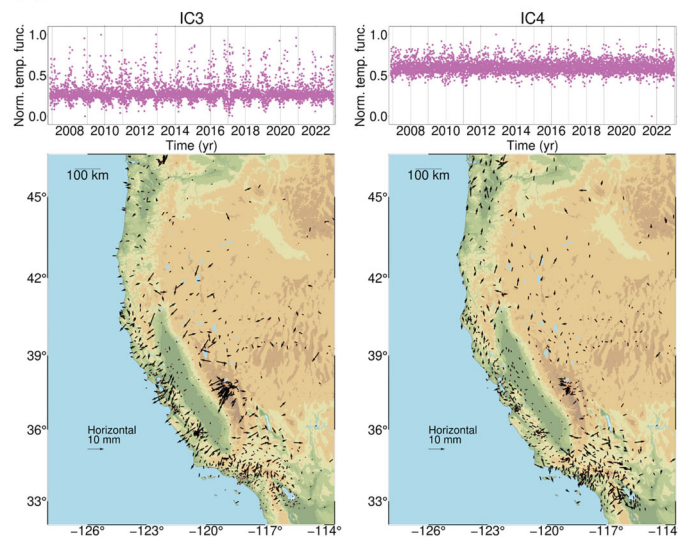 IC3
IC4
Norm. temp. func.
1.0
0.5
0.0
2008 2010 2012 2014 2016 2018 2020 2022
Time (yr)
Norm. temp. func.
1.0
0.5
0.0
2008 2010 2012 2014 2016 2018 2020 2022
Time (yr)
100 km
45°
42°
39°
36°
33°
Horizontal
10 mm
−126° −123° −120° −117° −114°
100 km
45°
42°
39°
36°
33°
Horizontal
10 mm
−126° −123° −120° −117° −114°